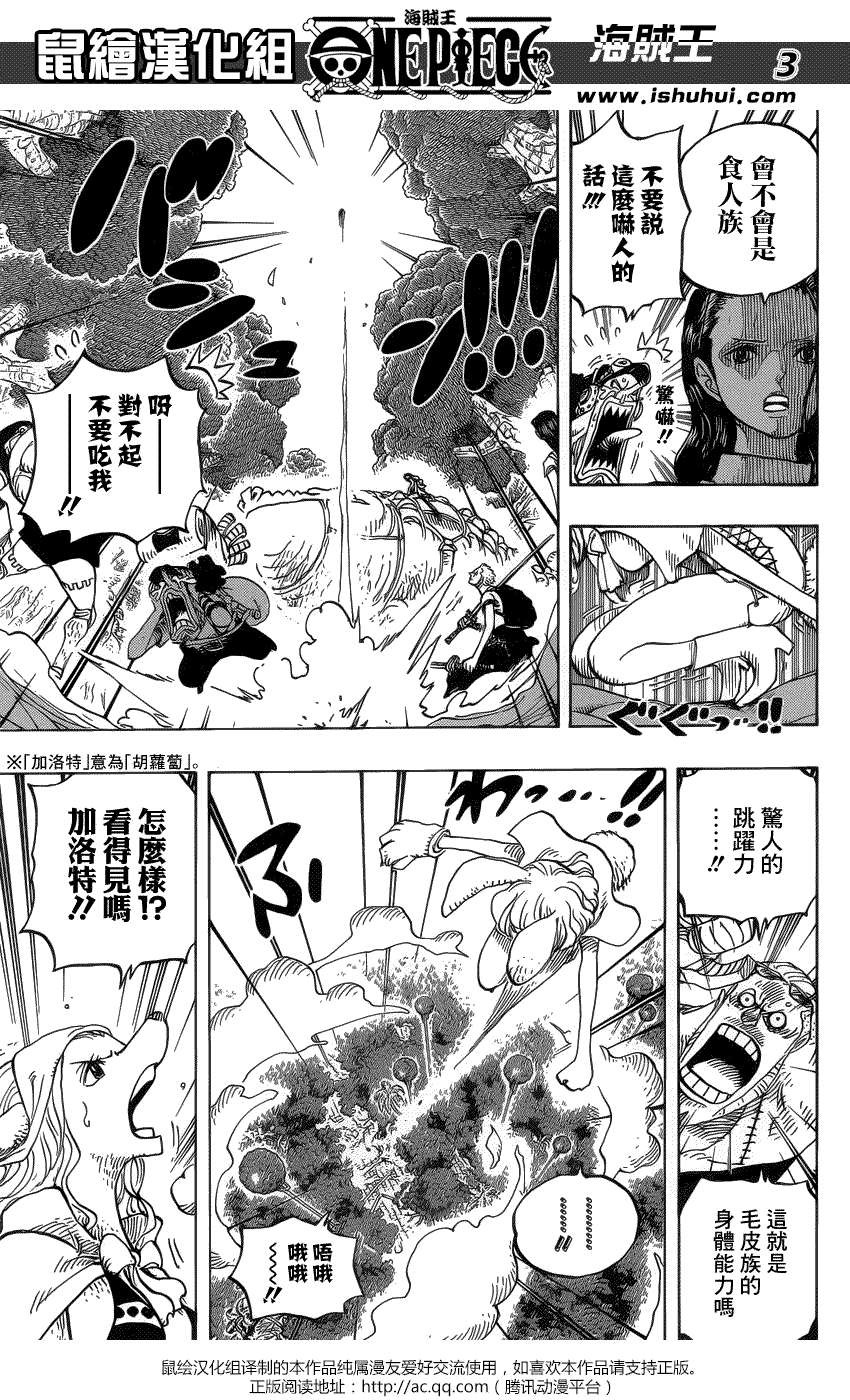 鼠繪漢化組
海賊王
ONE PIECE
海賊王
3
www.ishuhui.com
會不會是
食人族
不要說
這麼嚇人的
話!!!
驚嚇!!
ぐぐっ…!!
呀——
對不起
不要吃我
——!!
!!!
※「加洛特」意為「胡蘿蔔」。
驚人的
跳躍力
……!!
這就是
毛皮族的
身體能力嗎
わっ…!!
ふ
…………
…………!!
唔
哦
哦
~~~!!
怎麼樣!?
看得見嗎
加洛特!!
鼠绘汉化组译制的本作品纯属漫友爱好交流使用，如喜欢本作品请支持正版。
正版阅读地址：http://ac.qq.com（腾讯动漫平台）